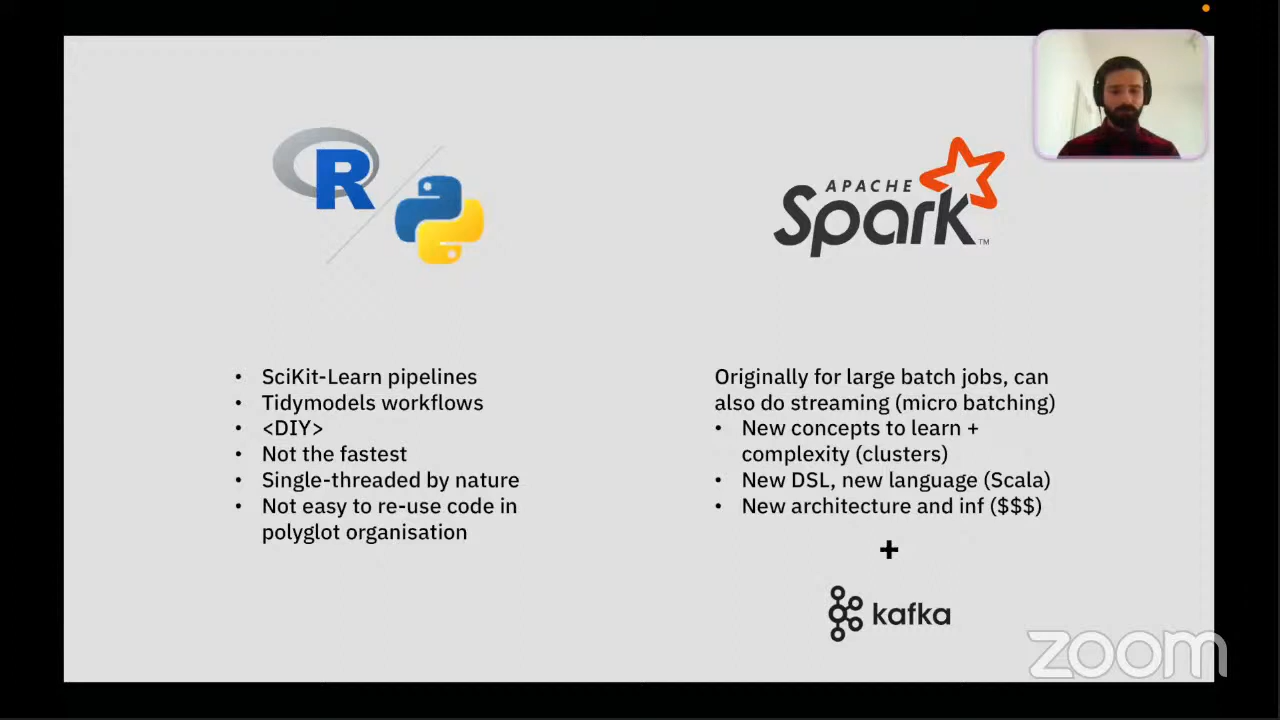 R
APACHE
Spark™
• SciKit-Learn pipelines
• Tidymodels workflows
• <DIY>
• Not the fastest
• Single-threaded by nature
• Not easy to re-use code in
polyglot organisation
Originally for large batch jobs, can
also do streaming (micro batching)
• New concepts to learn +
complexity (clusters)
• New DSL, new language (Scala)
• New architecture and inf ($$$)
+
kafka
zoom